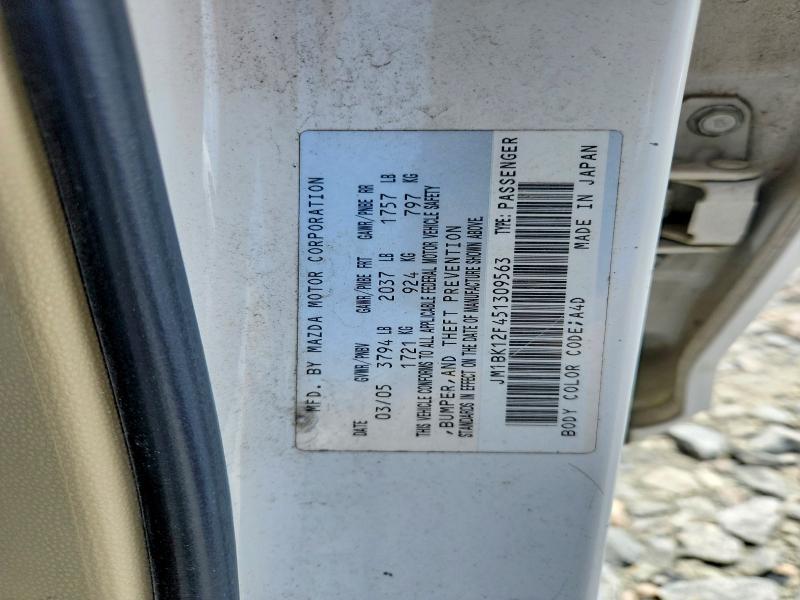 MFD. BY MAZDA MOTOR CORPORATION
DATE GVWR/PNBV GAWR/PNBE FRT GAWR/PNBE RR
03/05 3794 LB 2037 LB 1757 LB
1721 KG 924 KG 797 KG
THIS VEHICLE CONFORMS TO ALL APPLICABLE FEDERAL MOTOR VEHICLE SAFETY
,BUMPER,AND THEFT PREVENTION
STANDARDS IN EFFECT ON THE DATE OF MANUFACTURE SHOWN ABOVE
JM1BK12F451309563 TYPE: PASSENGER
BODY COLOR CODE;A4D MADE IN JAPAN